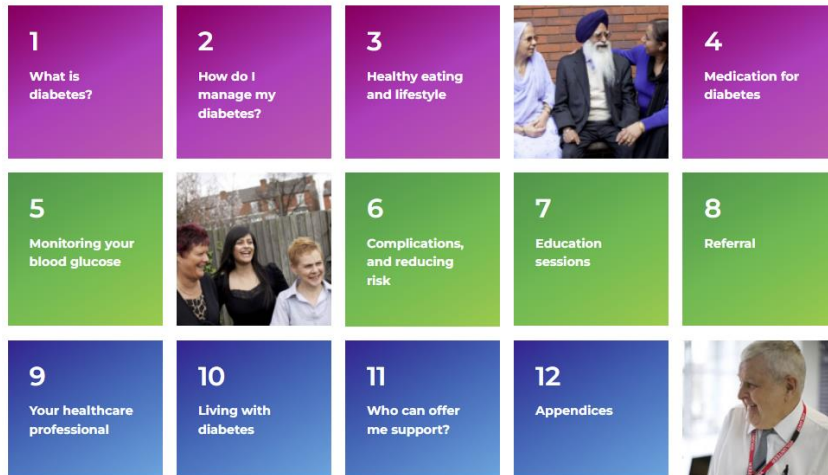 1
What is
diabetes?
2
How do I
manage my
diabetes?
3
Healthy eating
and lifestyle
4
Medication for
diabetes
5
Monitoring your
blood glucose
6
Complications,
and reducing
risk
7
Education
sessions
8
Referral
9
Your healthcare
professional
10
Living with
diabetes
11
Who can offer
me support?
12
Appendices